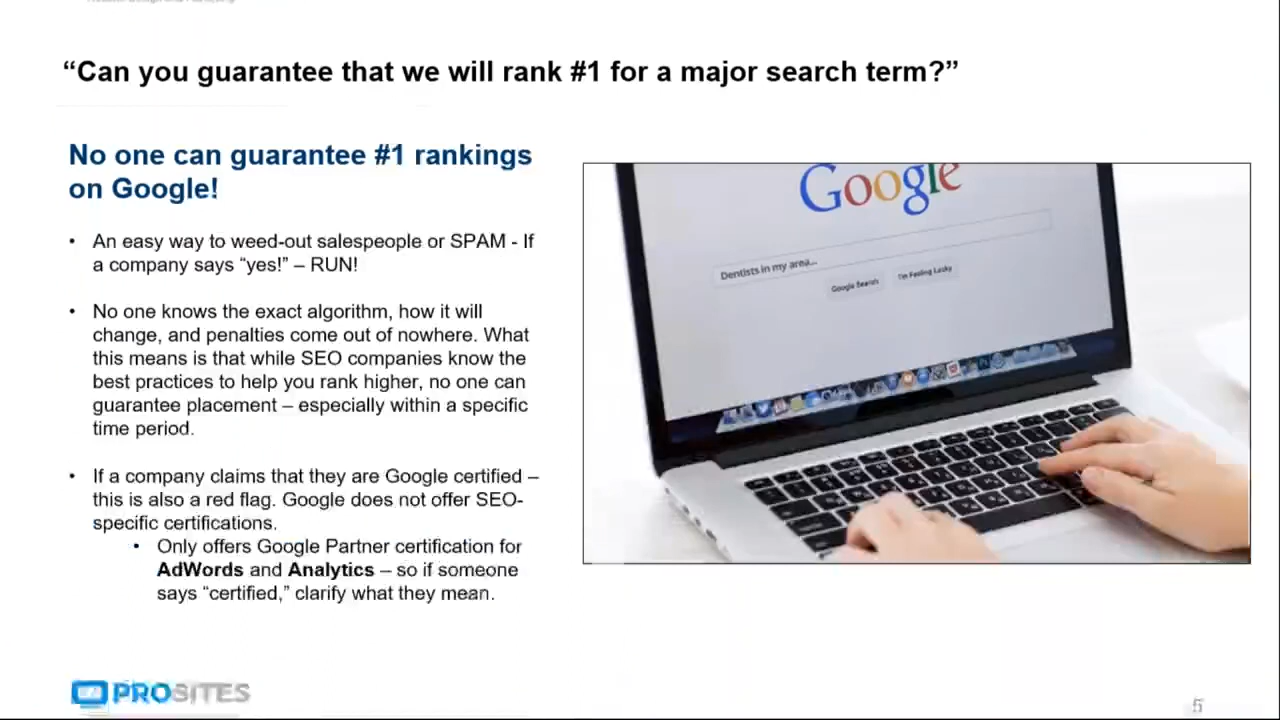 “Can you guarantee that we will rank #1 for a major search term?”
No one can guarantee #1 rankings
on Google!
• An easy way to weed-out salespeople or SPAM - If
a company says “yes!” – RUN!
• No one knows the exact algorithm, how it will
change, and penalties come out of nowhere. What
this means is that while SEO companies know the
best practices to help you rank higher, no one can
guarantee placement – especially within a specific
time period.
• If a company claims that they are Google certified –
this is also a red flag. Google does not offer SEO-
specific certifications.
• Only offers Google Partner certification for
AdWords and Analytics – so if someone
says “certified,” clarify what they mean.
Google
Dentists in my area...
Google Search
I'm Feeling Lucky
PROSITES
5